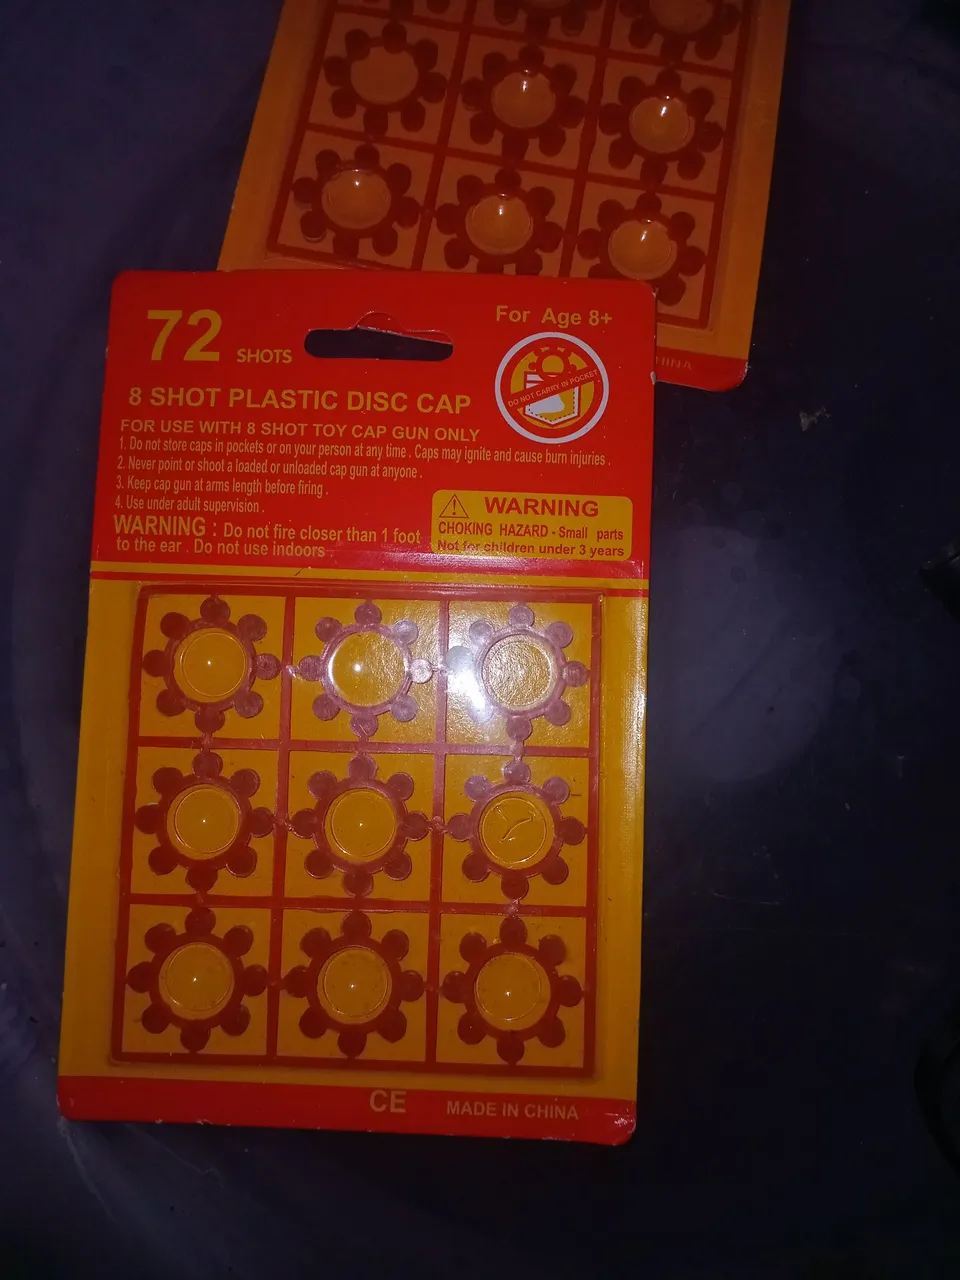 72 SHOTS
For Age 8+
DO NOT CARRY IN POCKET
8 SHOT PLASTIC DISC CAP
FOR USE WITH 8 SHOT TOY CAP GUN ONLY
1. Do not store caps in pockets or on your person at any time . Caps may ignite and cause burn injuries .
2. Never point or shoot a loaded or unloaded cap gun at anyone .
3. Keep cap gun at arms length before firing .
4. Use under adult supervision .
WARNING : Do not fire closer than 1 foot
to the ear . Do not use indoors .
WARNING
CHOKING HAZARD - Small parts
Not for children under 3 years
CE MADE IN CHINA
HINA